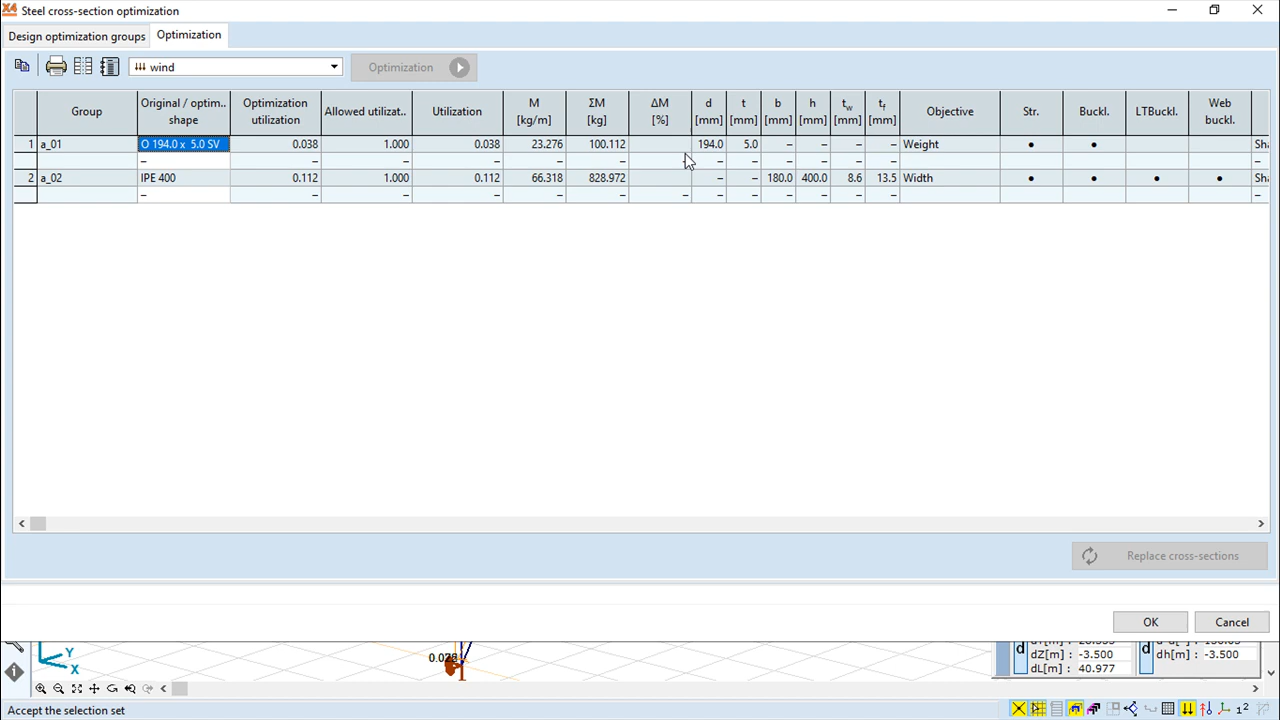 Steel cross-section optimization
Design optimization groups Optimization
wind Optimization
Group Original / optim.. shape Optimization utilization Allowed utilizat.. Utilization M [kg/m] ΣM [kg] ΔM [%] d [mm] t [mm] b [mm] h [mm] tw [mm] tf [mm] Objective Str. Buckl. LTBuckl. Web buckl.
1 a_01 O 194.0 x 5.0 SV 0.038 1.000 0.038 23.276 100.112 194.0 5.0 – – – – Weight • • Sha
– – – – – – – – – – – – – –
2 a_02 IPE 400 0.112 1.000 0.112 66.318 828.972 – – 180.0 400.0 8.6 13.5 Width • • • • Sha
– – – – – – – – – – – – – –
Replace cross-sections
OK Cancel
Y
X
0.038
dZ[m] : -3.500
dL[m] : 40.977
d
d
dh[m] : -3.500
Accept the selection set